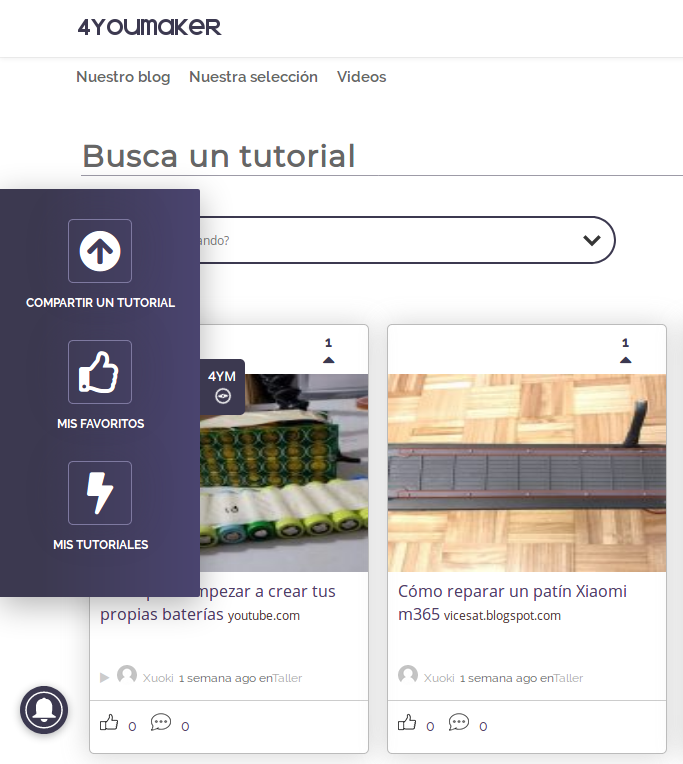 4YOUMAKER
Nuestro blog Nuestra selección Videos
Busca un tutorial
ando?
COMPARTIR UN TUTORIAL
MIS FAVORITOS
MIS TUTORIALES
4YM
1
mpezar a crear tus
propias baterías youtube.com
Xuoki 1 semana ago enTaller
0 0
1
Cómo reparar un patín Xiaomi
m365 vicesat.blogspot.com
Xuoki 1 semana ago enTaller
0 0